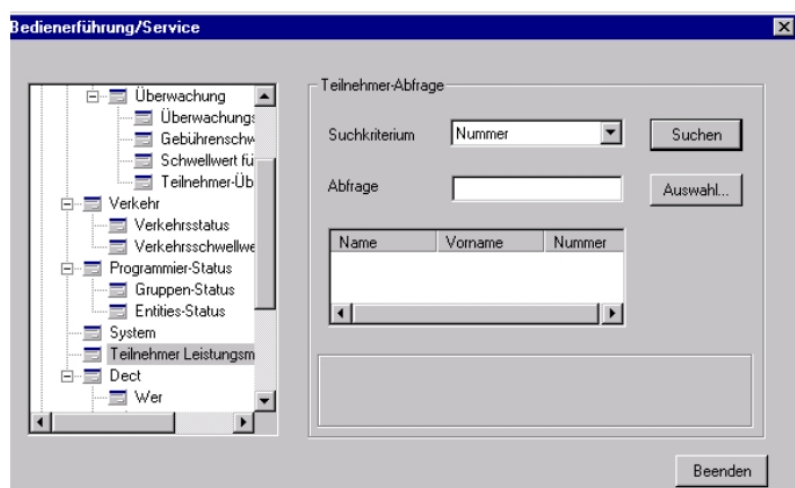 Bedienerführung/Service
Überwachung
Überwachungs
Gebührenschw
Schwellwert fü
Teilnehmer-Üb
Verkehr
Verkehrsstatus
Verkehrsschwellwe
Programmier-Status
Gruppen-Status
Entities-Status
System
Teilnehmer Leistungsm
Dect
Wer
Teilnehmer-Abfrage
Suchkriterium Nummer Suchen
Abfrage Auswahl...
Name Vorname Nummer
Beenden